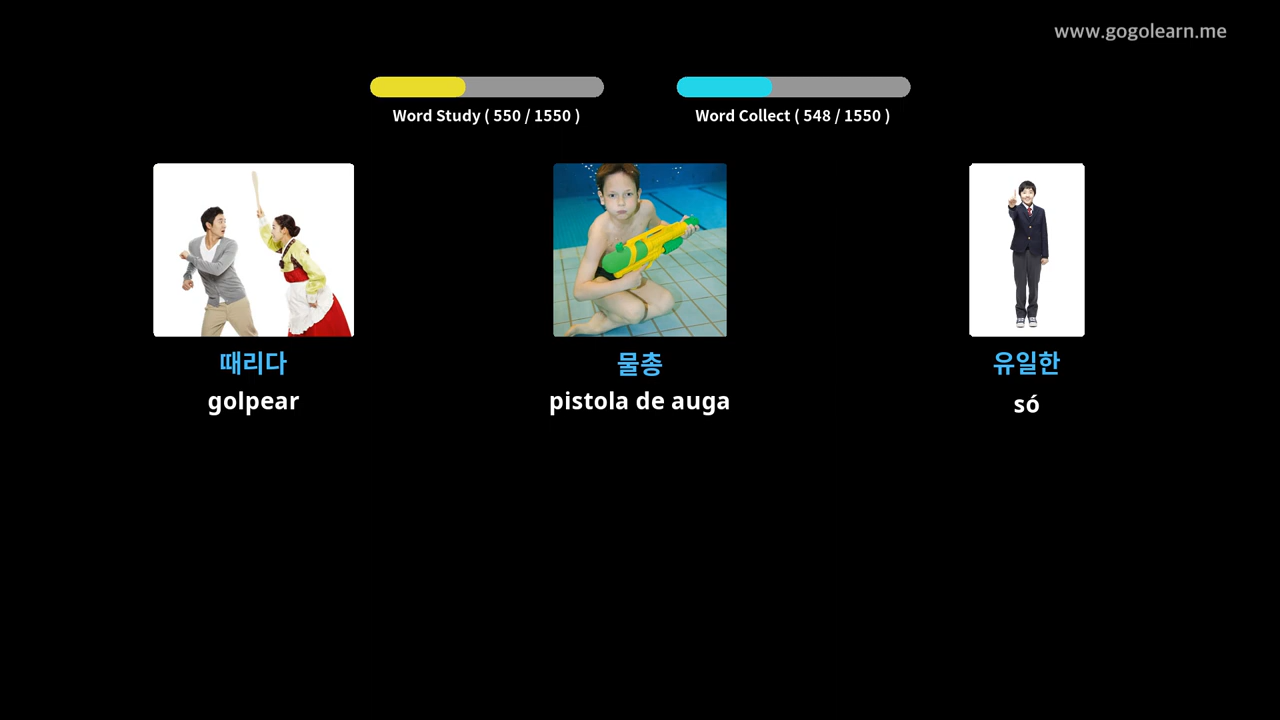 www.gogolearn.me
Word Study ( 550 / 1550 )
Word Collect ( 548 / 1550 )
때리다
물총
유일한
golpear
pistola de auga
só